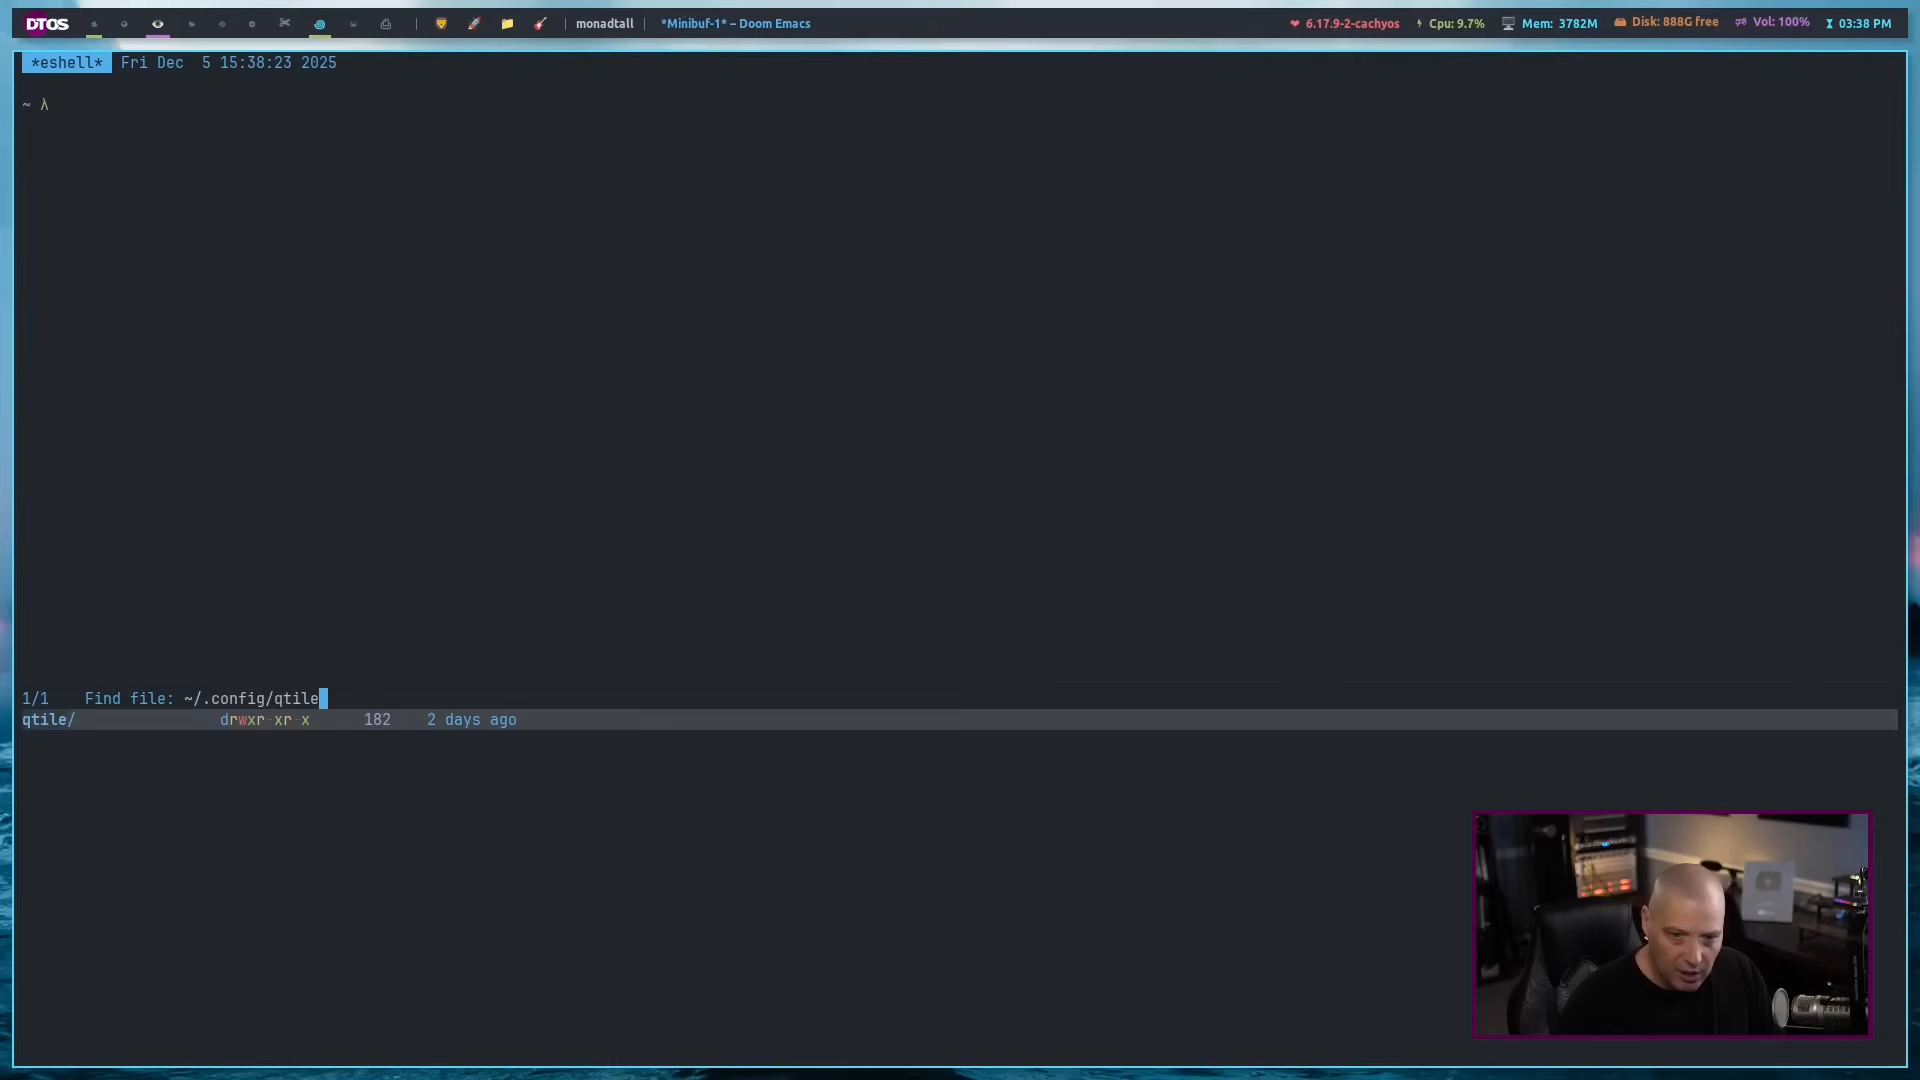 DTOS | monadtall | *Minibuf-1* – Doom Emacs 6.17.9-2-cachyos Cpu: 9.7% Mem: 3782M Disk: 888G free Vol: 100% 03:38 PM
*eshell* Fri Dec  5 15:38:23 2025
~ λ
1/1 Find file: ~/.config/qtile
qtile/ drwxr-xr-x 182 2 days ago